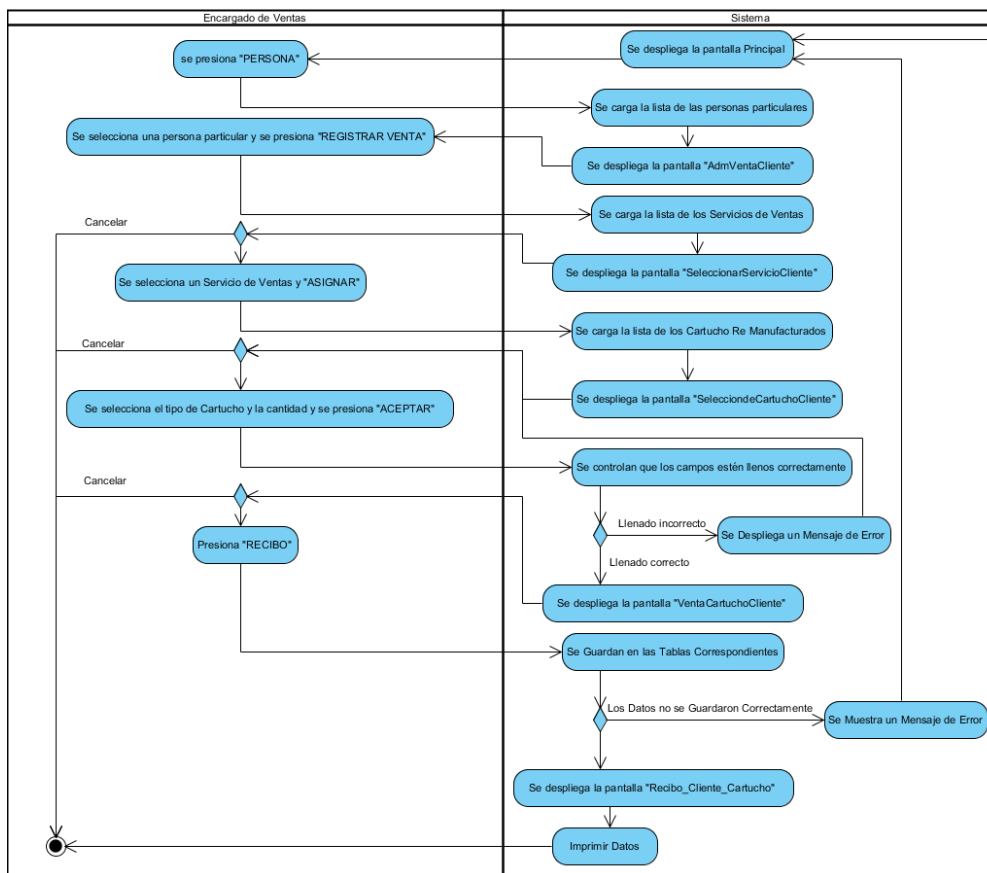 Encargado de Ventas
Sistema
Se despliega la pantalla Principal
se presiona "PERSONA"
Se carga la lista de las personas particulares
Se selecciona una persona particular y se presiona "REGISTRAR VENTA"
Se despliega la pantalla "AdmVentaCliente"
Se carga la lista de los Servicios de Ventas
Cancelar
Se despliega la pantalla "SeleccionarServicioCliente"
Se selecciona un Servicio de Ventas y "ASIGNAR"
Se carga la lista de los Cartucho Re Manufacturados
Cancelar
Se despliega la pantalla "SelecciondeCartuchoCliente"
Se selecciona el tipo de Cartucho y la cantidad y se presiona "ACEPTAR"
Se controlan que los campos estén llenos correctamente
Cancelar
Llenado incorrecto
Se Despliega un Mensaje de Error
Presiona "RECIBO"
Llenado correcto
Se despliega la pantalla "VentaCartuchoCliente"
Se Guardan en las Tablas Correspondientes
Los Datos no se Guardaron Correctamente
Se Muestra un Mensaje de Error
Se despliega la pantalla "Recibo_Cliente_Cartucho"
Imprimir Datos